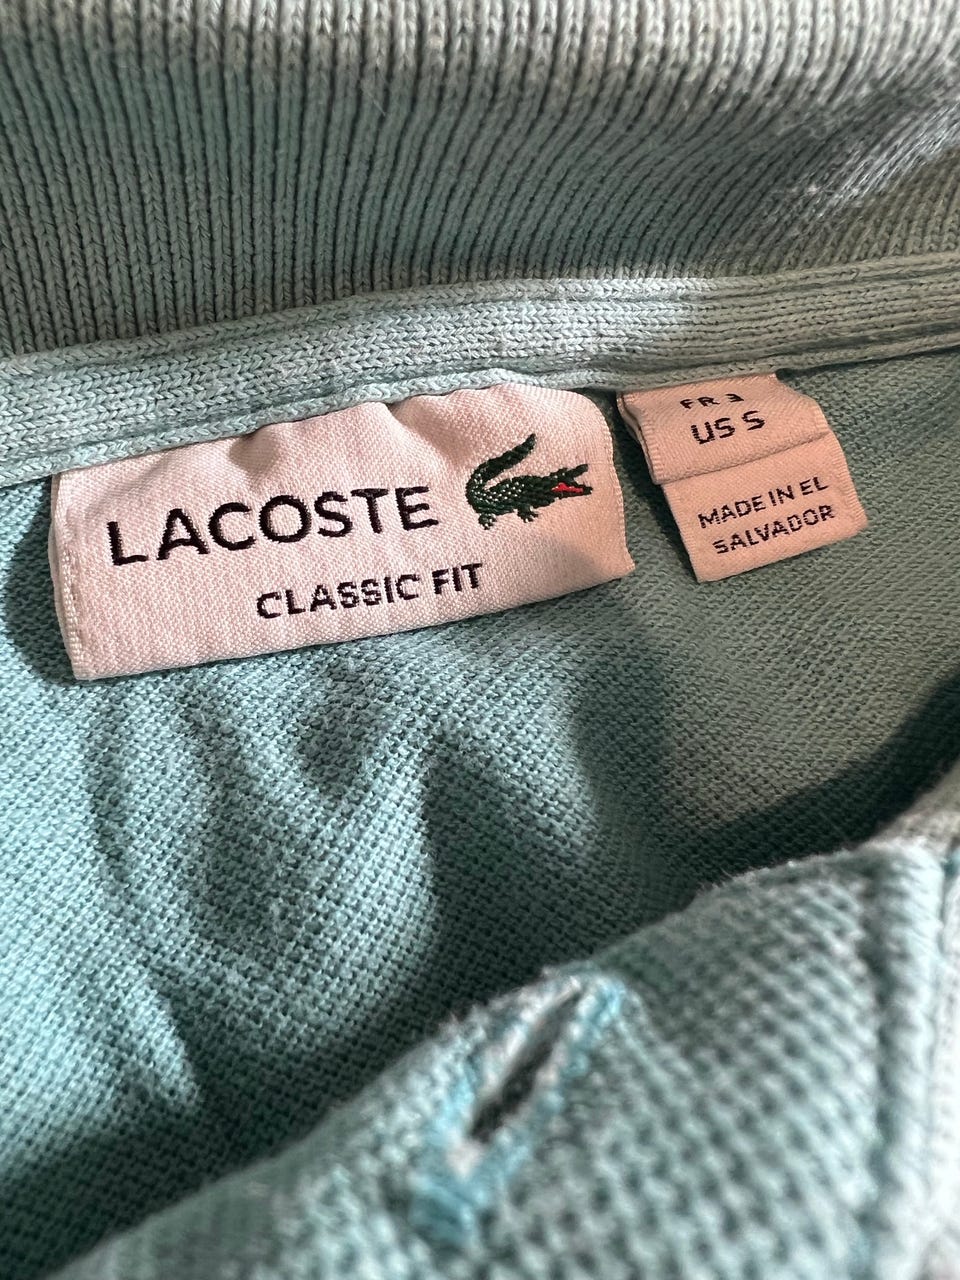 LACOSTE
CLASSIC FIT
FR 3
US S
MADE IN EL
SALVADOR